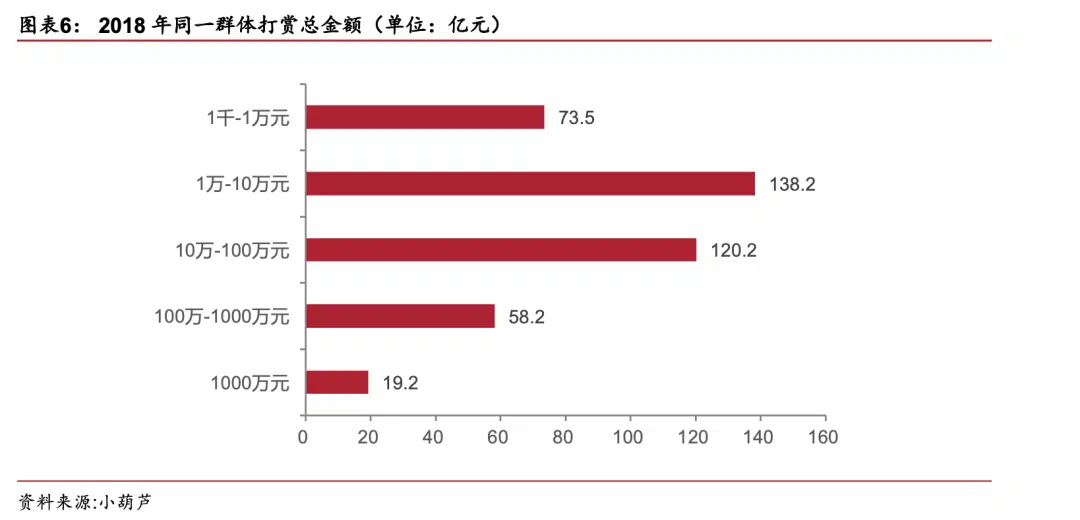 图表6： 2018 年同一群体打赏总金额（单位：亿元）
1千-1万元 73.5
1万-10万元 138.2
10万-100万元 120.2
100万-1000万元 58.2
1000万元 19.2
0 20 40 60 80 100 120 140 160
资料来源:小葫芦